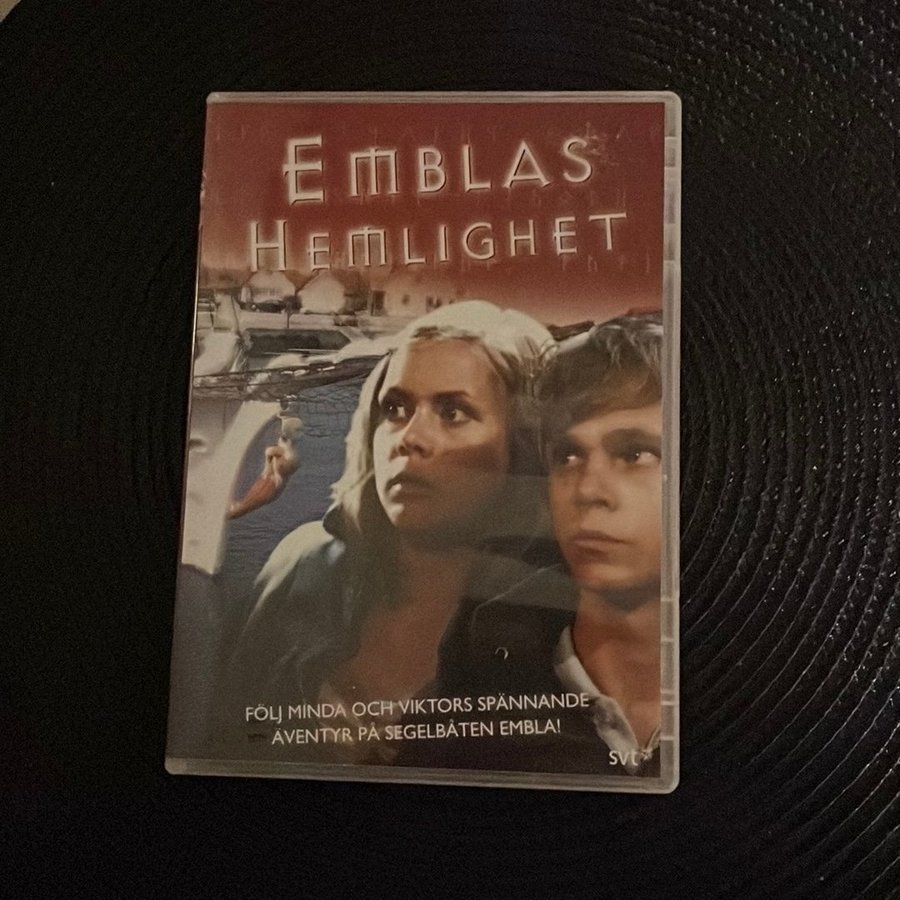 EMBLAS
HEMLIGHET
FÖLJ MINDA OCH VIKTORS SPÄNNANDE
ÄVENTYR PÅ SEGELBÅTEN EMBLA!
svt